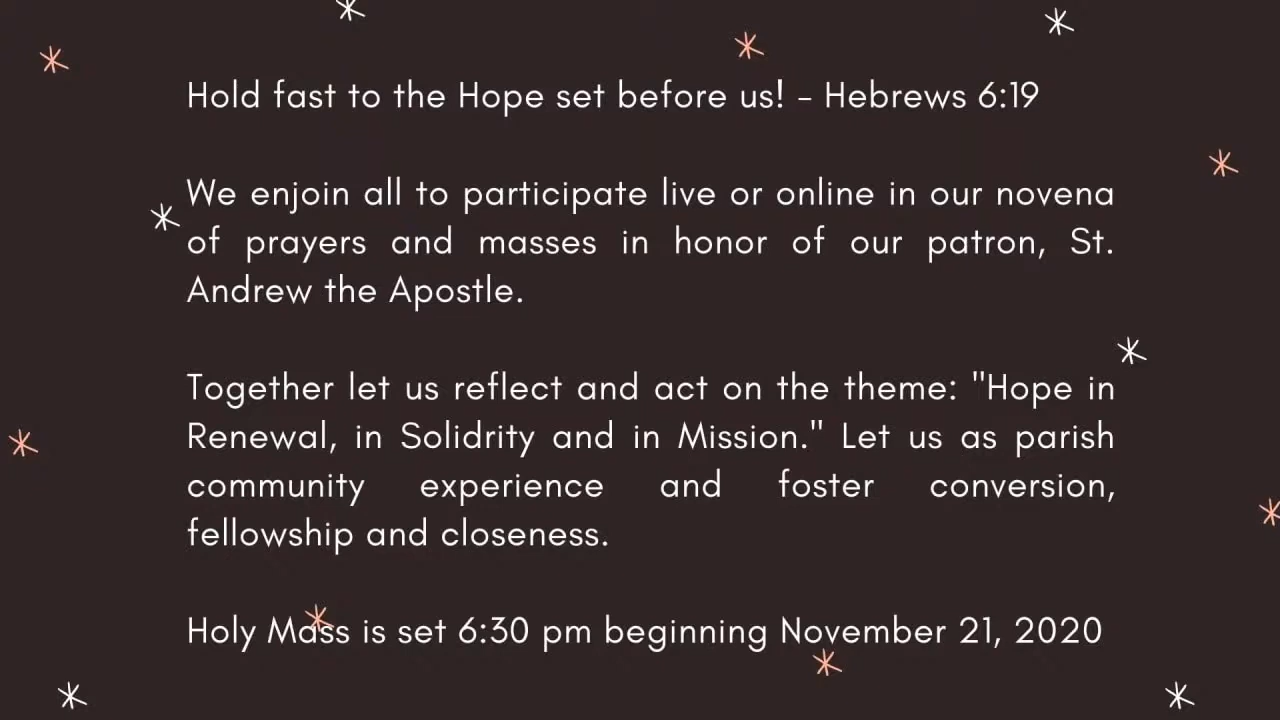 Hold fast to the Hope set before us! - Hebrews 6:19
We enjoin all to participate live or online in our novena
of prayers and masses in honor of our patron, St.
Andrew the Apostle.
Together let us reflect and act on the theme: "Hope in
Renewal, in Solidrity and in Mission." Let us as parish
community experience and foster conversion,
fellowship and closeness.
Holy Mass is set 6:30 pm beginning November 21, 2020